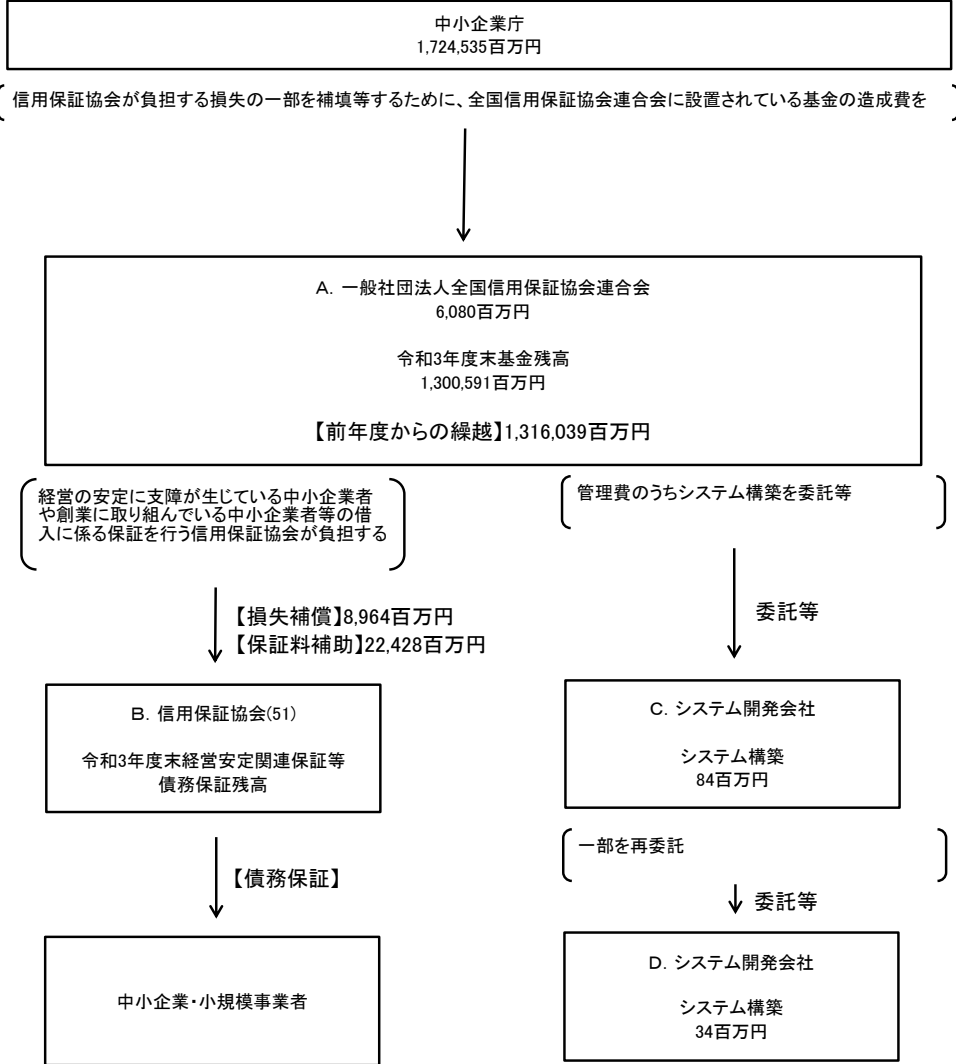 中小企業庁
1,724,535百万円
信用保証協会が負担する損失の一部を補填等するために、全国信用保証協会連合会に設置されている基金の造成費を
A. 一般社団法人全国信用保証協会連合会
6,080百万円
令和3年度末基金残高
1,300,591百万円
【前年度からの繰越】1,316,039百万円
経営の安定に支障が生じている中小企業者
や創業に取り組んでいる中小企業者等の借
入に係る保証を行う信用保証協会が負担する
管理費のうちシステム構築を委託等
【損失補償】8,964百万円
【保証料補助】22,428百万円
委託等
B. 信用保証協会(51)
令和3年度末経営安定関連保証等
債務保証残高
C. システム開発会社
システム構築
84百万円
一部を再委託
【債務保証】
委託等
中小企業・小規模事業者
D. システム開発会社
システム構築
34百万円